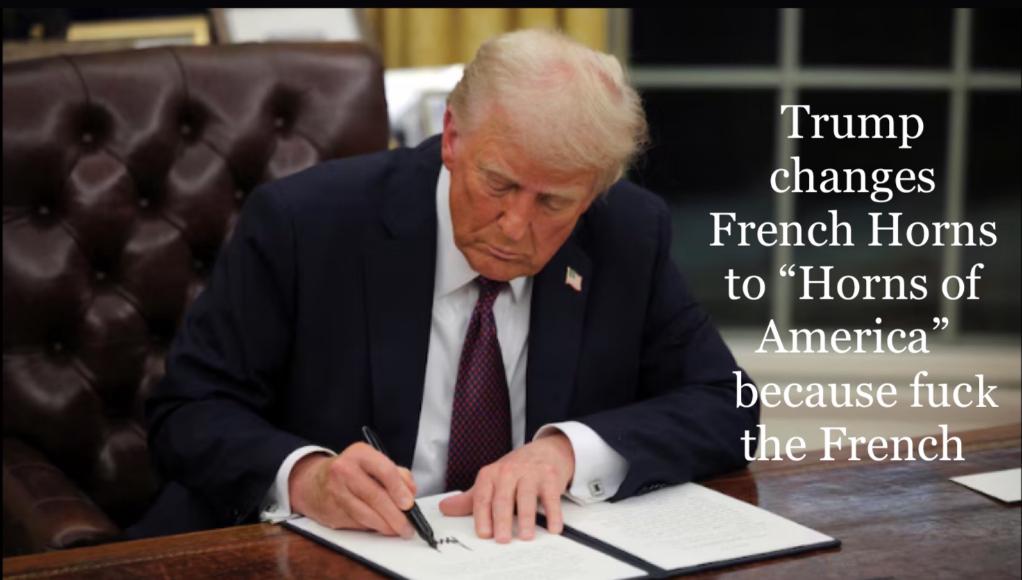 Trump
changes
French Horns
to “Horns of
America”
because fuck
the French